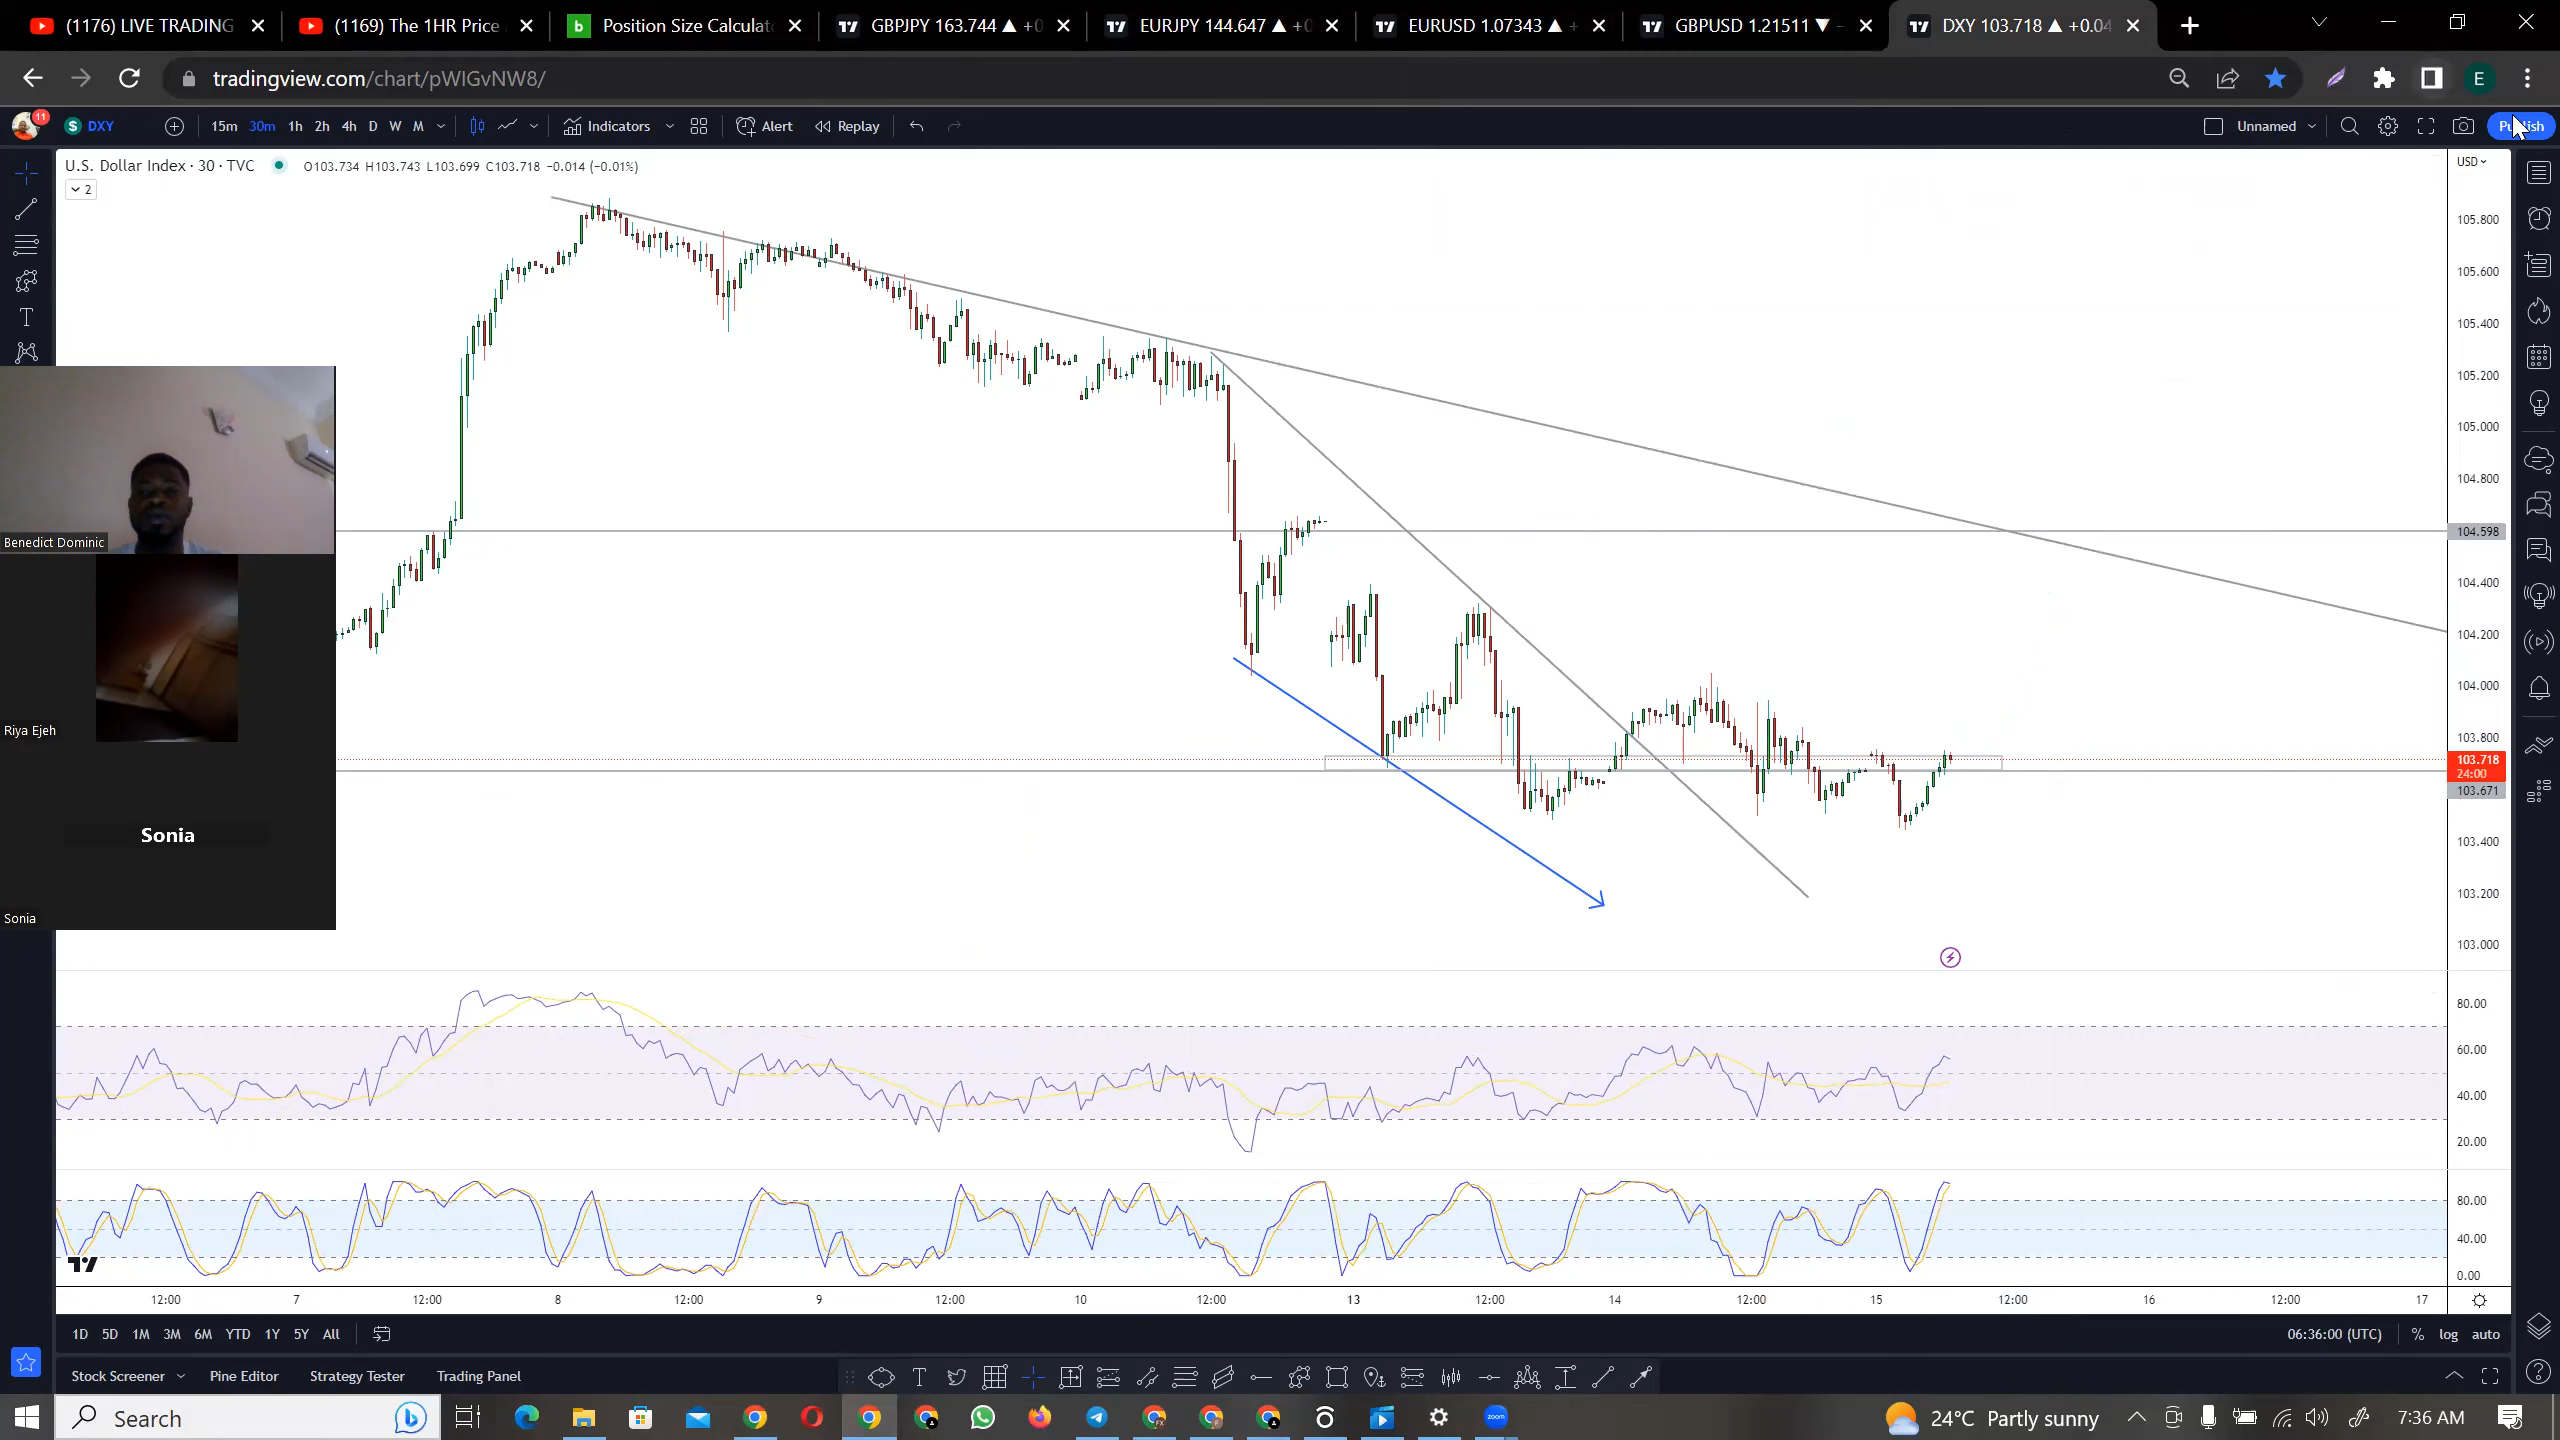 (1176) LIVE TRADING
(1169) The 1HR Price
Position Size Calculat
GBPJPY 163.744 ▲ +0
EURJPY 144.647 ▲ +0
EURUSD 1.07343 ▲ +
GBPUSD 1.21511 ▼ −
DXY 103.718 ▲ +0.04
tradingview.com/chart/pWIGvNW8/
E
11
S DXY
15m 30m 1h 2h 4h D W M
Indicators
Alert
Replay
Unnamed
Publish
U.S. Dollar Index · 30 · TVC
O103.734 H103.743 L103.699 C103.718 −0.014 (−0.01%)
USD
2
105.800
105.600
105.400
105.200
105.000
104.800
104.598
104.400
104.200
104.000
103.800
103.718
24:00
103.671
103.400
103.200
103.000
Benedict Dominic
Riya Ejeh
Sonia
Sonia
80.00
60.00
40.00
20.00
80.00
40.00
0.00
12:00 7 12:00 8 12:00 9 12:00 10 12:00 13 12:00 14 12:00 15 12:00 16 12:00 17
1D 5D 1M 3M 6M YTD 1Y 5Y All
06:36:00 (UTC) % log auto
Stock Screener Pine Editor Strategy Tester Trading Panel
Search
zoom
24°C Partly sunny
7:36 AM